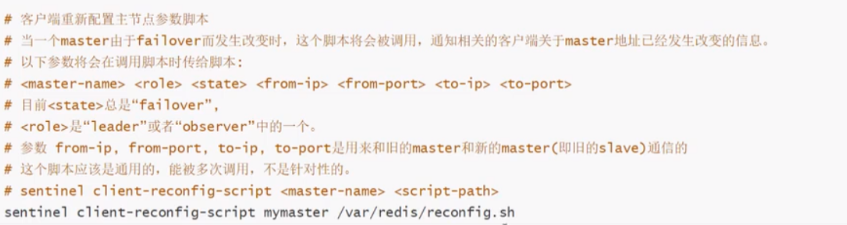 # 客户端重新配置主节点参数脚本
# 当一个master由于failover而发生改变时，这个脚本将会被调用，通知相关的客户端关于master地址已经发生改变的信息。
# 以下参数将会在调用脚本时传给脚本:
# <master-name> <role> <state> <from-ip> <from-port> <to-ip> <to-port>
# 目前<state>总是“failover”,
# <role>是“leader”或者“observer”中的一个。
# 参数 from-ip, from-port, to-ip, to-port是用来和旧的master和新的master(即旧的slave)通信的
# 这个脚本应该是通用的，能被多次调用，不是针对性的。
# sentinel client-reconfig-script <master-name> <script-path>
sentinel client-reconfig-script mymaster /var/redis/reconfig.sh